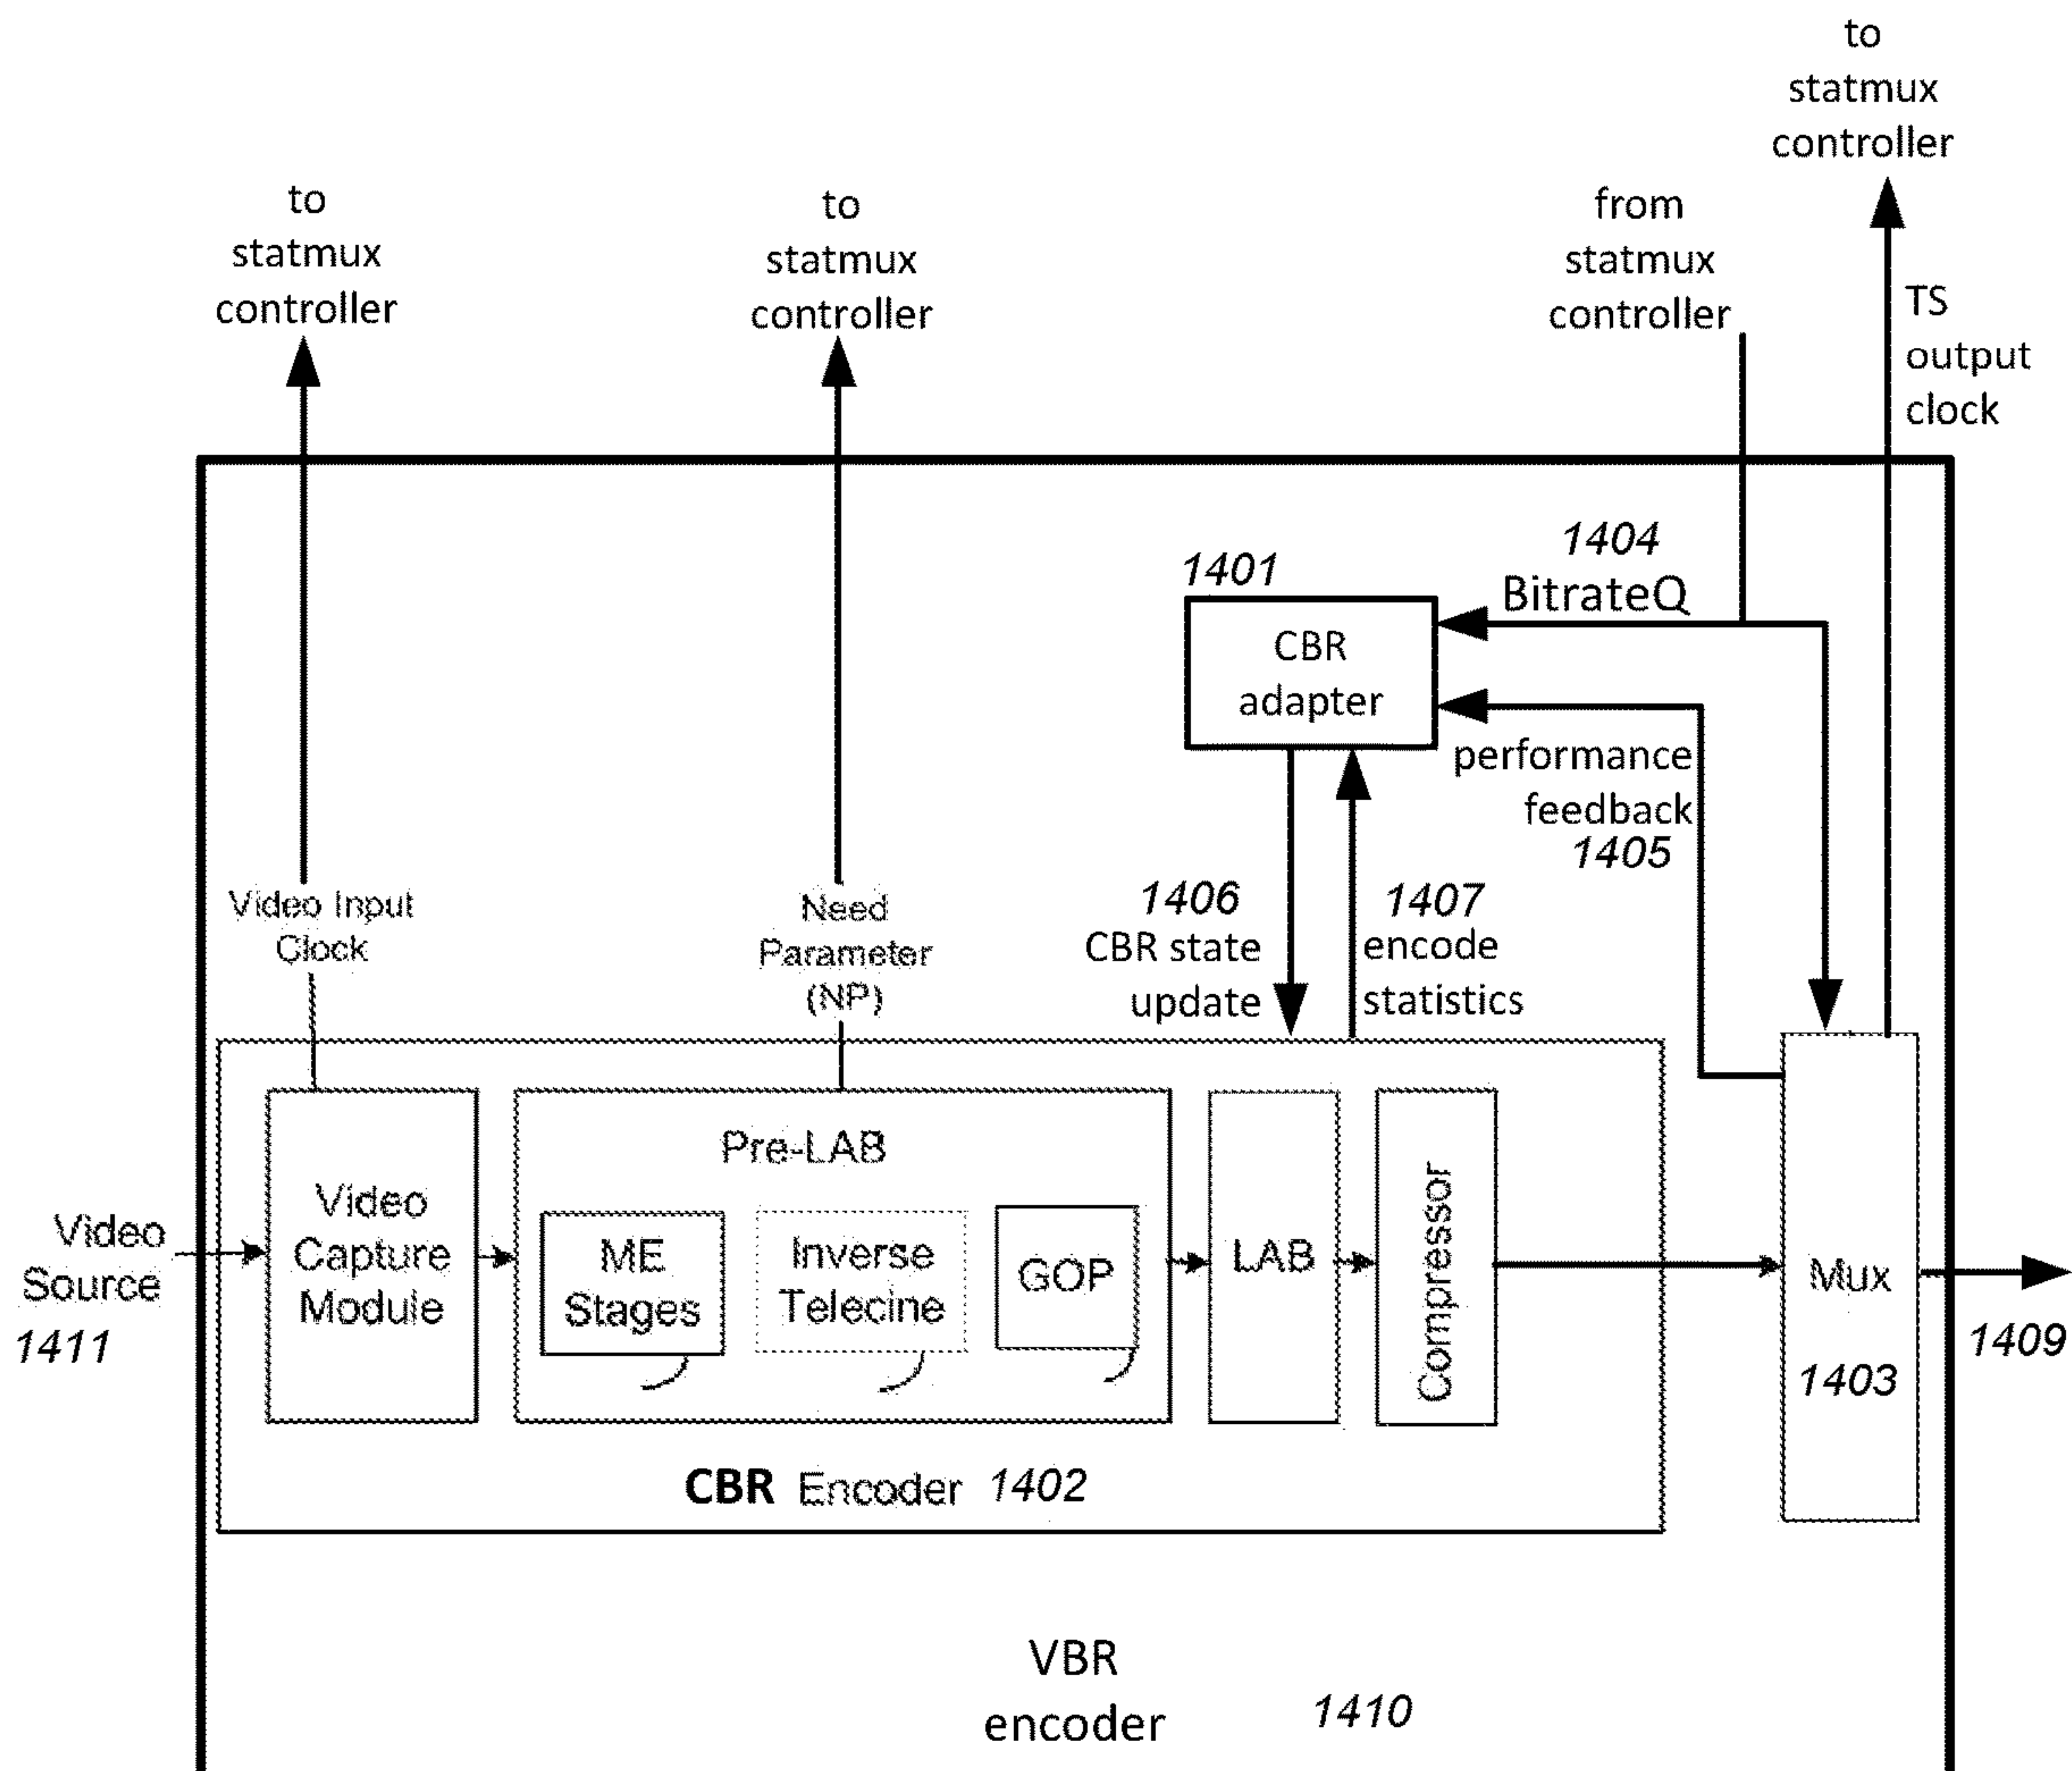 to
statmux
controller
to
statmux
controller
to
statmux
controller
from
statmux
controller
TS
output
clock
1404
BitrateQ
1401
CBR
adapter
performance
feedback
1405
1406
CBR state
update
1407
encode
statistics
Video Input
Clock
Need
Parameter
(NP)
Video
Source
1411
Video
Capture
Module
Pre-LAB
ME
Stages
Inverse
Telecine
GOP
LAB
Compressor
Mux
1403
1409
CBR Encoder 1402
VBR
encoder
1410